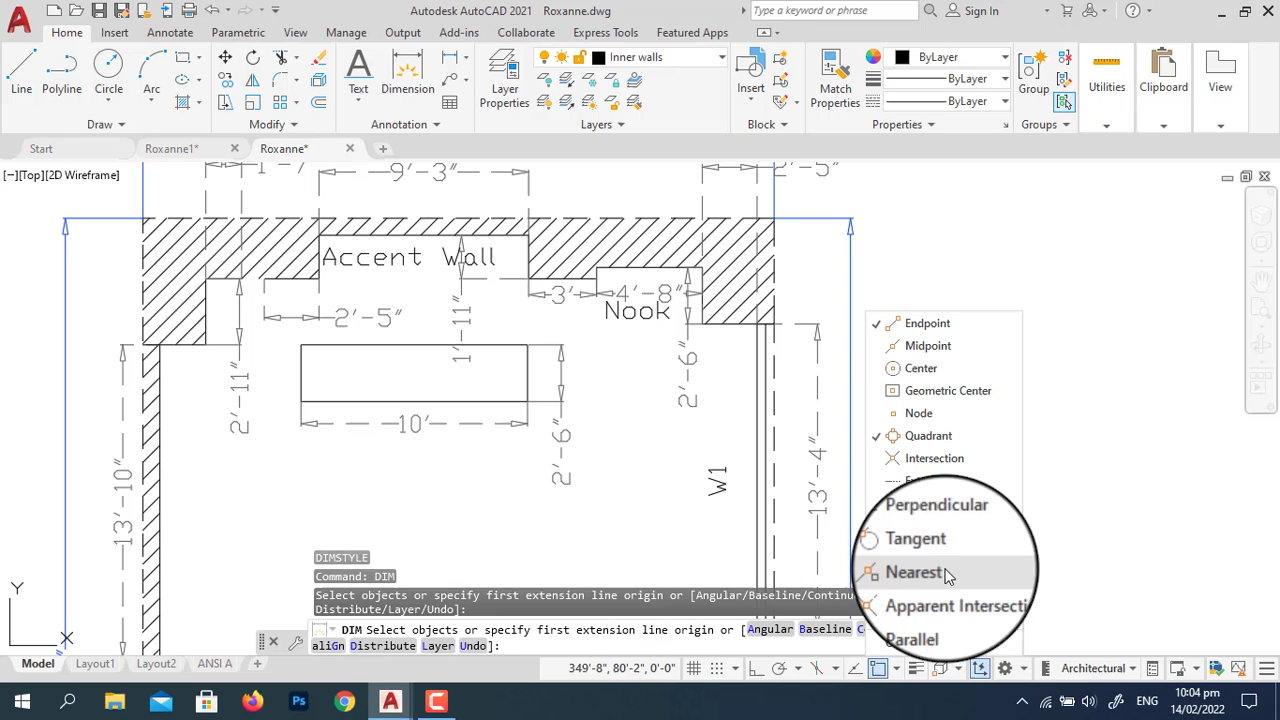 Autodesk AutoCAD 2021 Roxanne.dwg
Type a keyword or phrase
Sign In
Home Insert Annotate Parametric View Manage Output Add-ins Collaborate Express Tools Featured Apps
Line Polyline Circle Arc
Text Dimension
Layer Properties
Inner walls
Insert
Match Properties
ByLayer
ByLayer
ByLayer
Group
Utilities
Clipboard
View
Draw Modify Annotation Layers Block Properties Groups
Start Roxanne1* Roxanne*
[−][Top][2D Wireframe]
9'-3"
2'-5"
Accent Wall
3'
4'-8"
Nook
2'-5"
1'-11"
2'-11"
2'-6"
10'
2'-6"
W1
13'-10"
13'-4"
Endpoint
Midpoint
Center
Geometric Center
Node
Quadrant
Intersection
Perpendicular
Tangent
Nearest
Apparent Intersecti
Parallel
DIMSTYLE
Command: DIM
Select objects or specify first extension line origin or [Angular/Baseline/Continu
Distribute/Layer/Undo]:
DIM Select objects or specify first extension line origin or [Angular Baseline C
aliGn Distribute Layer Undo]:
Y
X
Model Layout1 Layout2 ANSI A
349'-8", 80'-2", 0'-0"
MODEL
Architectural
ENG
10:04 pm
14/02/2022